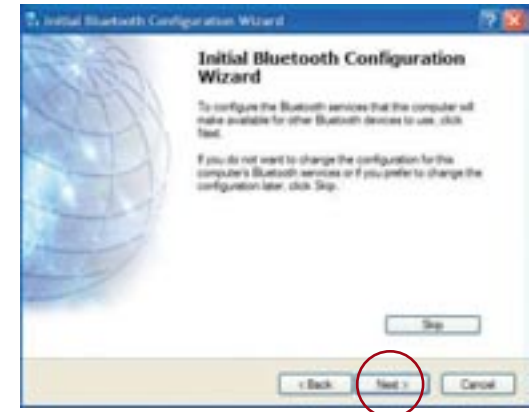 Initial Bluetooth Configuration Wizard
Initial Bluetooth Configuration
Wizard
To configure the Bluetooth services that this computer will
make available for other Bluetooth devices to use, click
Next.
If you do not want to change the configuration for this
computer's Bluetooth services or if you prefer to change the
configuration later, click Skip.
Skip
< Back Next > Cancel